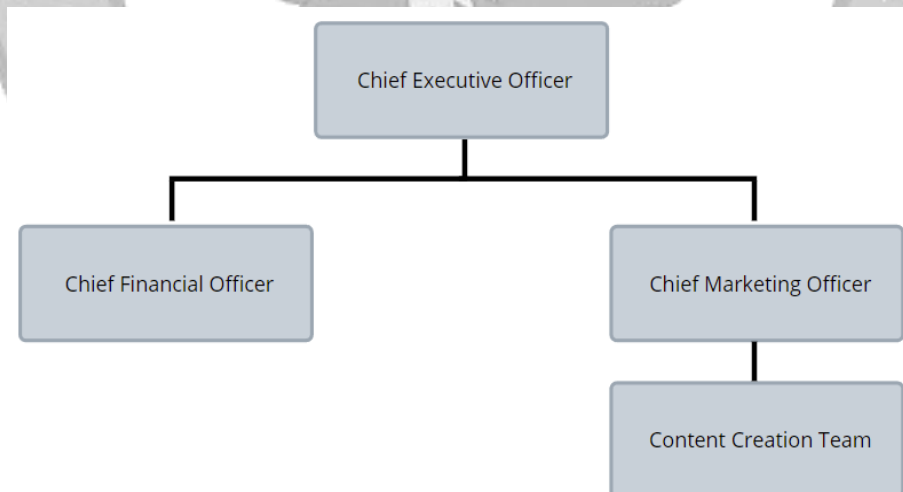 Chief Executive Officer
Chief Financial Officer
Chief Marketing Officer
Content Creation Team